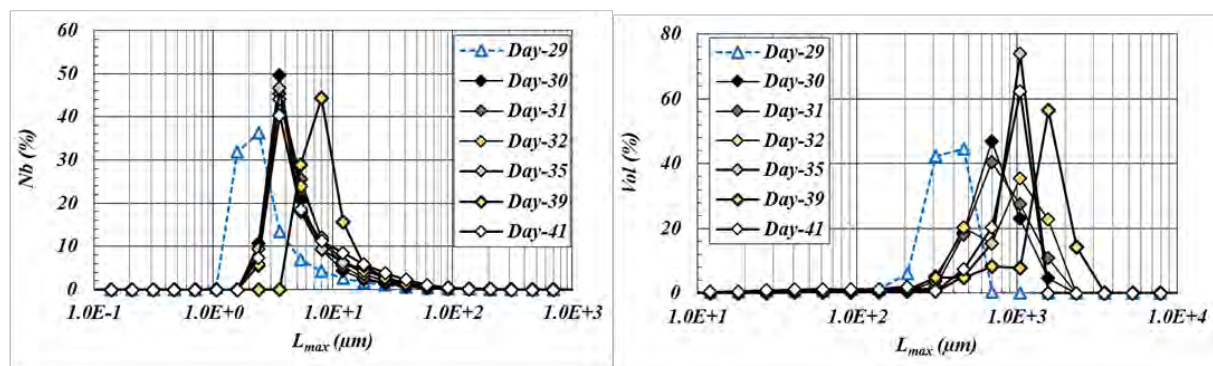 60
50
40
30
20
10
0
Nb (%)
1.0E-1
1.0E+0
1.0E+1
1.0E+2
1.0E+3
L_max (µm)
Day-29
Day-30
Day-31
Day-32
Day-35
Day-39
Day-41
80
60
40
20
0
Vol (%)
1.0E+1
1.0E+2
1.0E+3
1.0E+4
L_max (µm)
Day-29
Day-30
Day-31
Day-32
Day-35
Day-39
Day-41